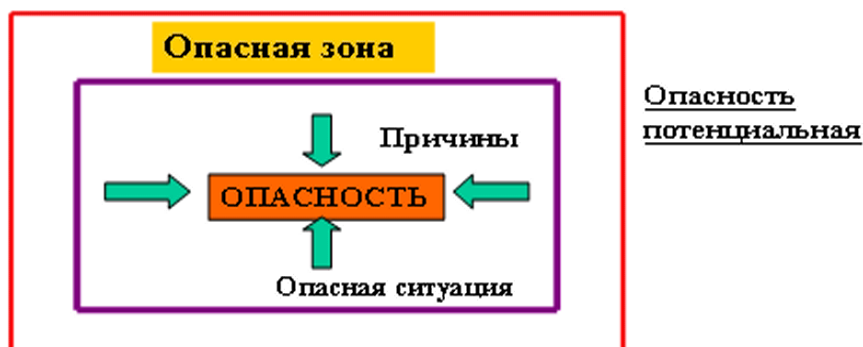 Опасная зона
Опасность
потенциальная
Причины
ОПАСНОСТЬ
Опасная ситуация